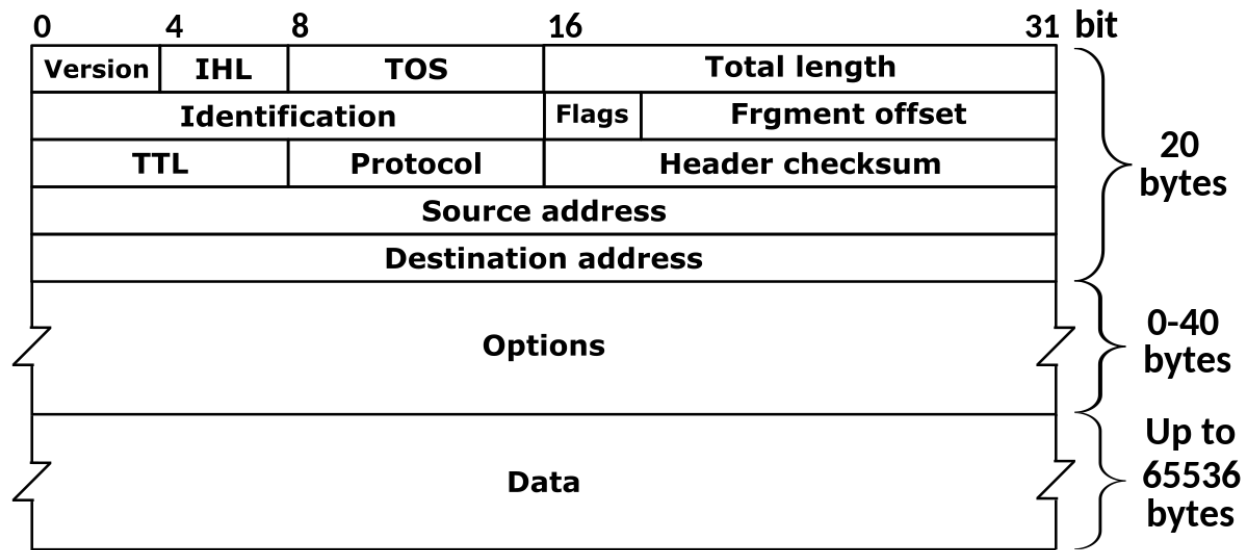 0 4 8 16 31 bit
Version IHL TOS Total length
Identification Flags Frgment offset
TTL Protocol Header checksum
Source address
Destination address
20
bytes
Options
0-40
bytes
Data
Up to
65536
bytes